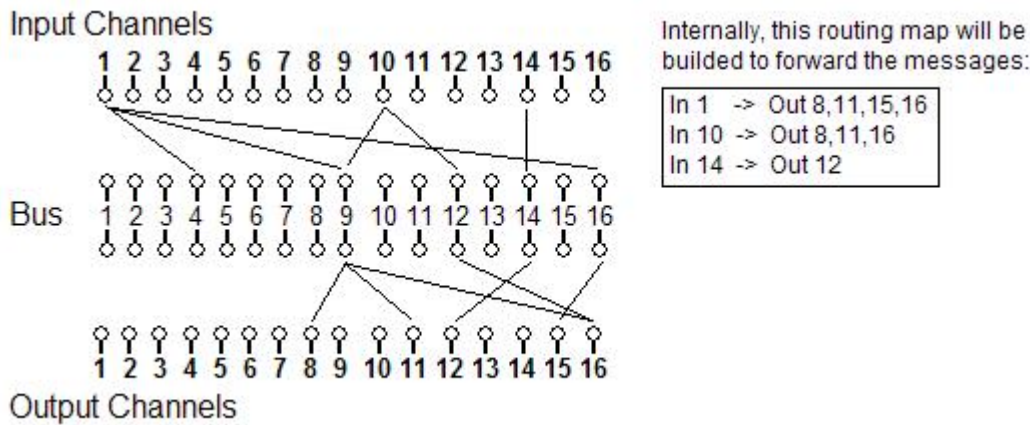 Input Channels
1 2 3 4 5 6 7 8 9 10 11 12 13 14 15 16
Bus 1 2 3 4 5 6 7 8 9 10 11 12 13 14 15 16
1 2 3 4 5 6 7 8 9 10 11 12 13 14 15 16
Output Channels
Internally, this routing map will be
builded to forward the messages:
In 1 -> Out 8,11,15,16
In 10 -> Out 8,11,16
In 14 -> Out 12